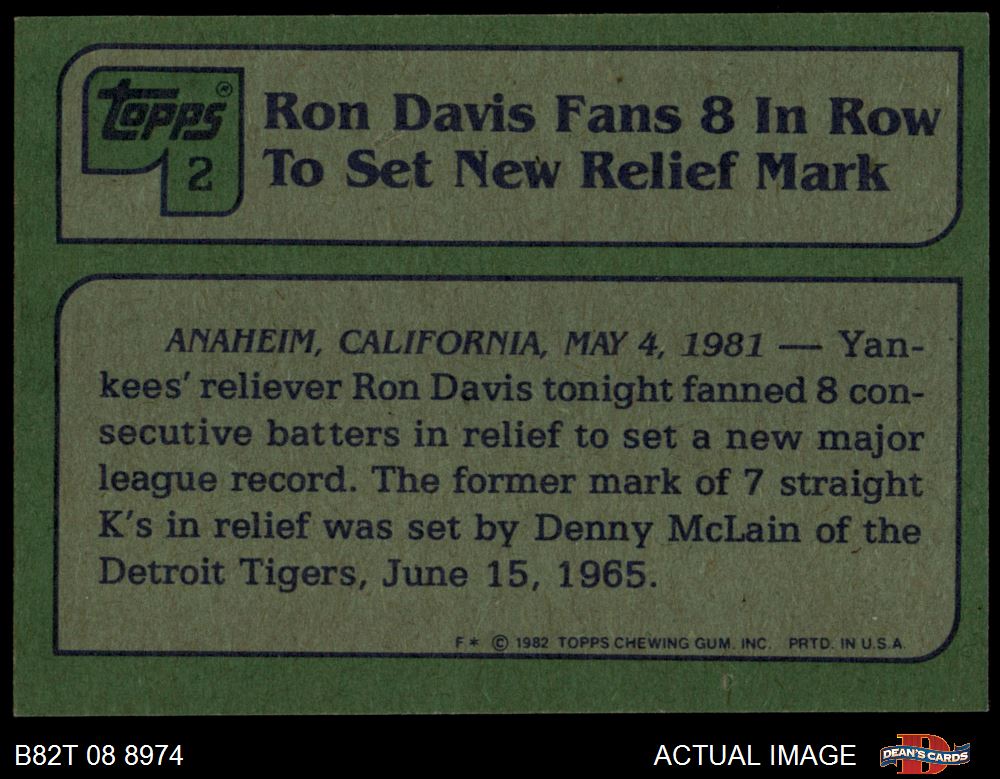 topps®
2
Ron Davis Fans 8 In Row
To Set New Relief Mark
ANAHEIM, CALIFORNIA, MAY 4, 1981 — Yan-
kees' reliever Ron Davis tonight fanned 8 con-
secutive batters in relief to set a new major
league record. The former mark of 7 straight
K's in relief was set by Denny McLain of the
Detroit Tigers, June 15, 1965.
F* © 1982 TOPPS CHEWING GUM. INC. PRTD. IN U.S.A.
B82T 08 8974
ACTUAL IMAGE
D
DEAN'S CARDS